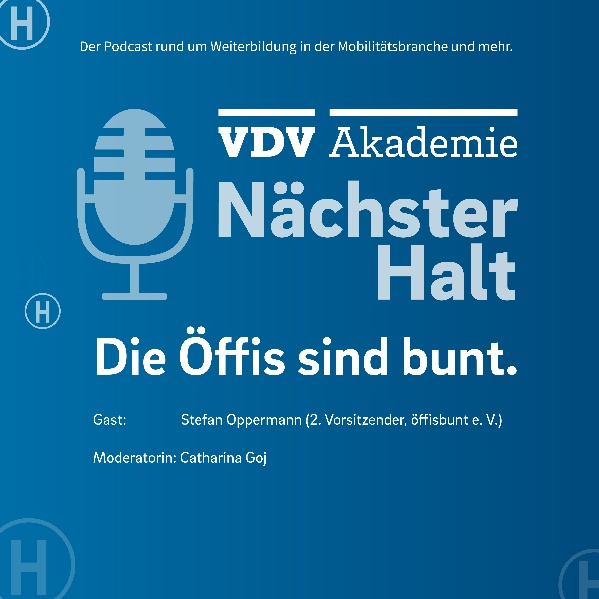 H
Der Podcast rund um Weiterbildung in der Mobilitätsbranche und mehr.
VDV Akademie
Nächster
Halt
H
Die Öffis sind bunt.
Gast: Stefan Oppermann (2. Vorsitzender, öffisbunt e. V.)
Moderatorin: Catharina Goj
H
H